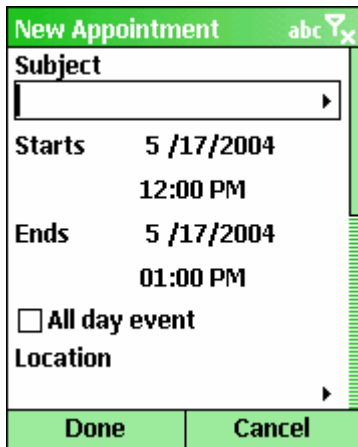 New Appointment abc
Subject
Starts 5 /17/2004
12:00 PM
Ends 5 /17/2004
01:00 PM
All day event
Location
Done Cancel